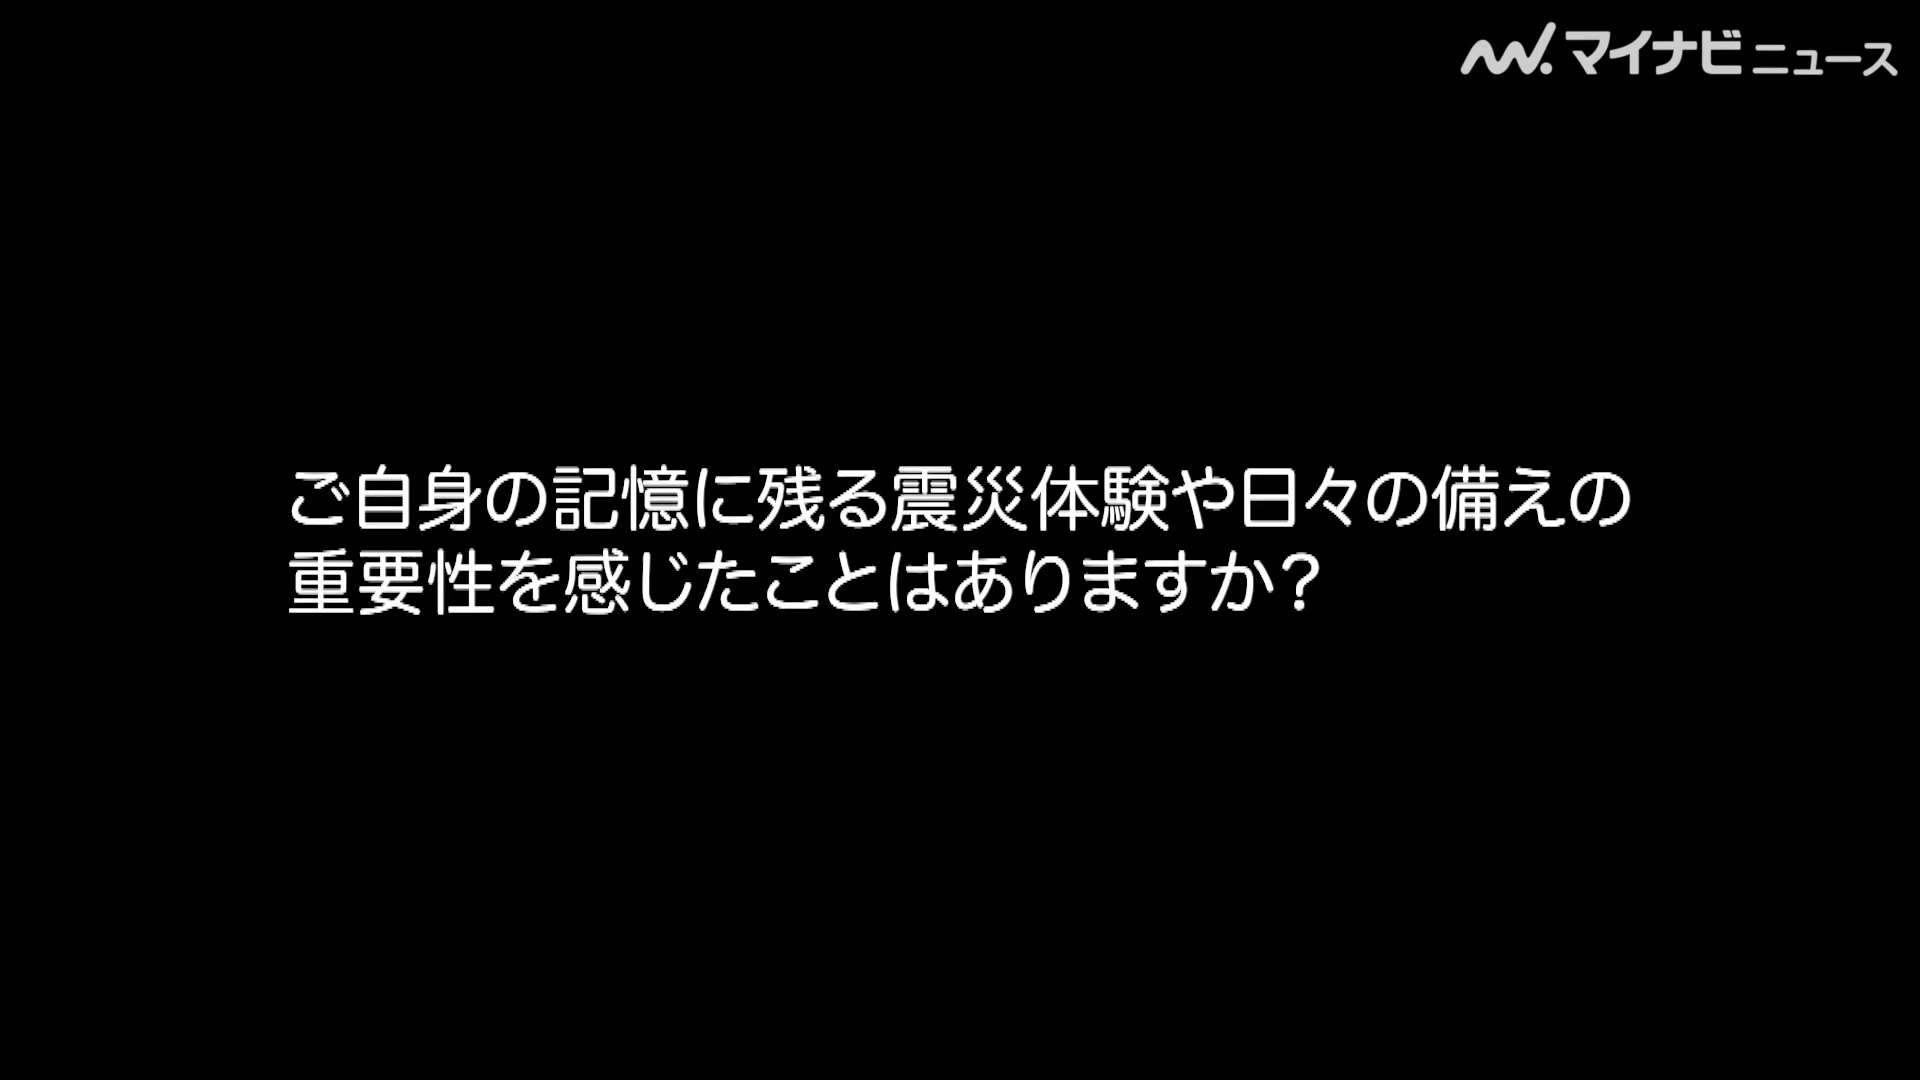 マイナビニュース
ご自身の記憶に残る震災体験や日々の備えの
重要性を感じたことはありますか？